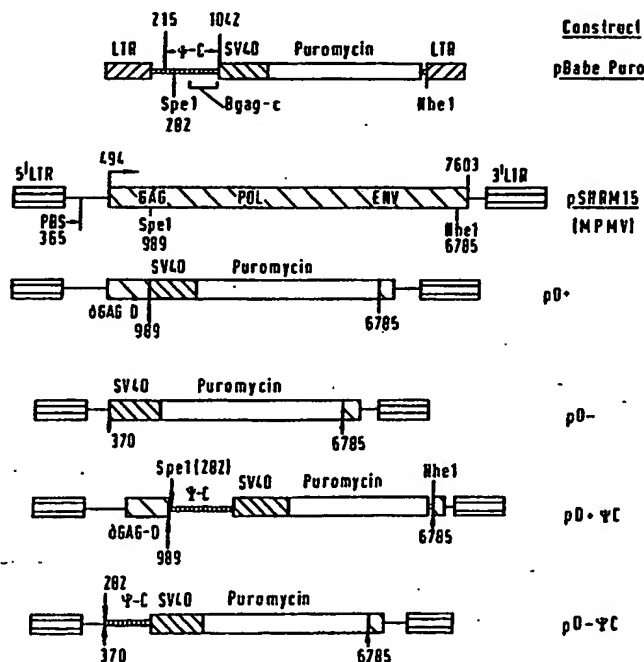 Construct
215 1042
LTR Ψ-C SV40 Puromycin LTR
pBabe Puro
Spe1 282 Bgag-c Nhe1
5'LTR 494 7603 3'LTR
GAG POL ENV
pSHRM15
(MPMV)
PBS 365
Spe1 989
Nhe1 6785
SV40 Puromycin
δGAG D 989 6785
pD+
SV40 Puromycin
370 6785
pD-
Spe1(282) Nhe1
Ψ-C SV40 Puromycin
δGAG-D 989 6785
pD+ΨC
282 Ψ-C SV40 Puromycin
370 6785
pD-ΨC